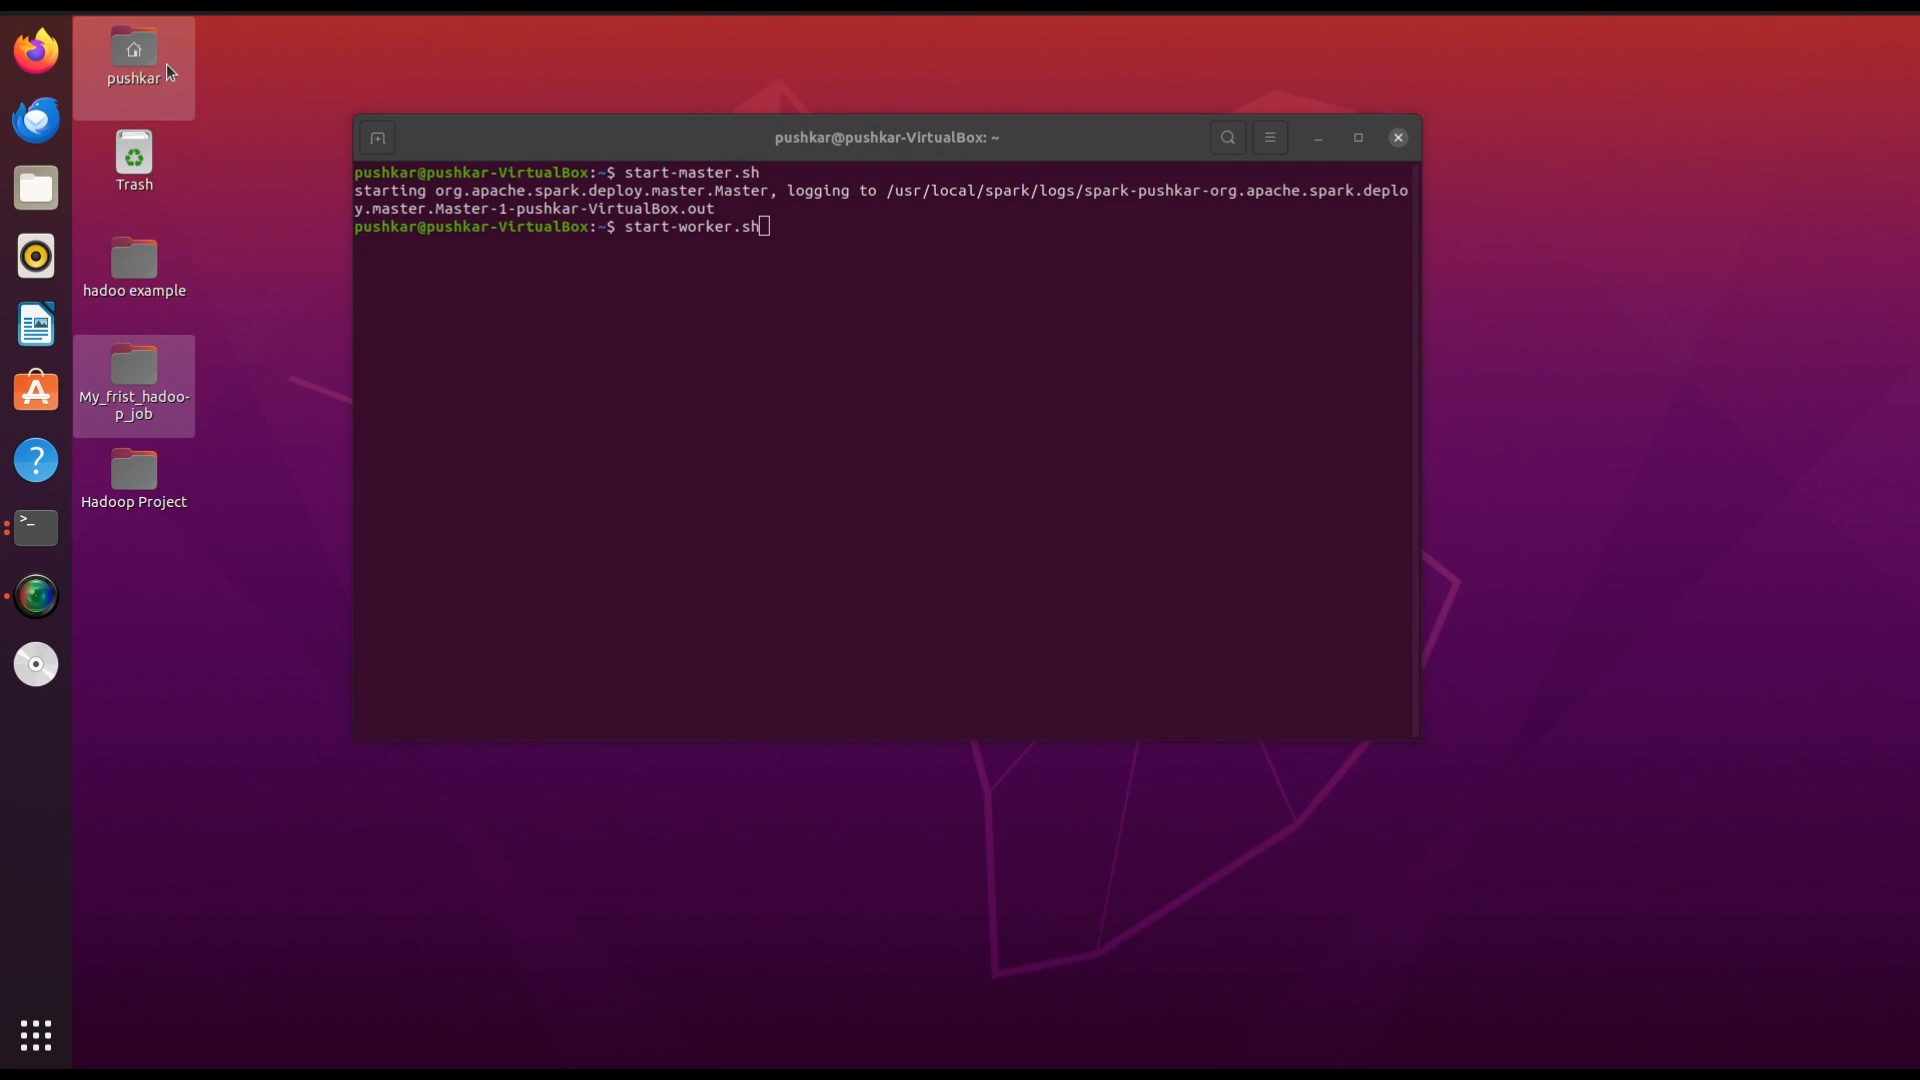 pushkar
Trash
hadoo example
My_frist_hadoo-
p_job
Hadoop Project
pushkar@pushkar-VirtualBox: ~
pushkar@pushkar-VirtualBox:~$ start-master.sh
starting org.apache.spark.deploy.master.Master, logging to /usr/local/spark/logs/spark-pushkar-org.apache.spark.deplo
y.master.Master-1-pushkar-VirtualBox.out
pushkar@pushkar-VirtualBox:~$ start-worker.sh